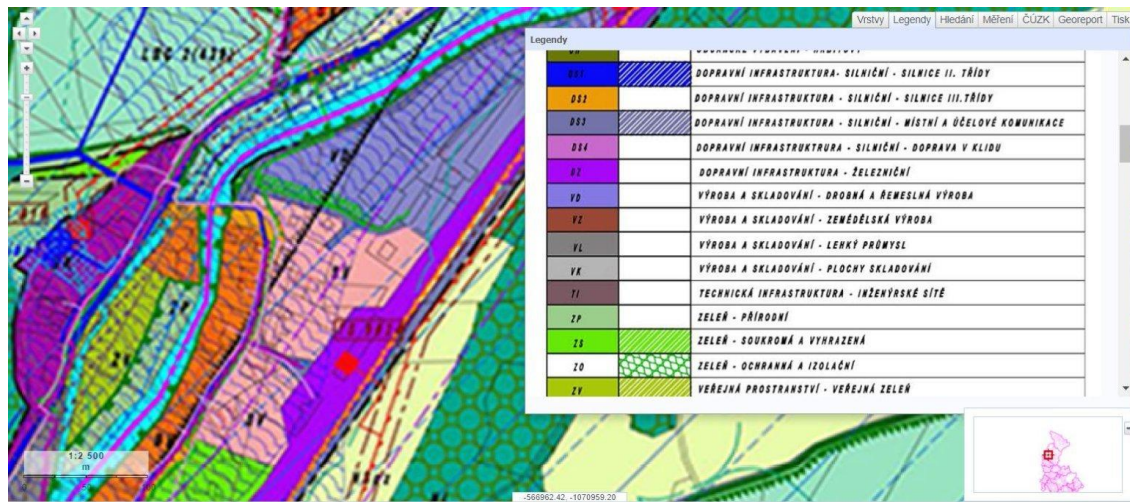 Vrstvy Legendy Hledání Měření ČÚZK Georeport Tisk
Legendy
DS1 DOPRAVNÍ INFRASTRUKTURA- SILNIČNÍ - SILNICE II. TŘÍDY
DS2 DOPRAVNÍ INFRASTRUKTURA - SILNIČNÍ - SILNICE III.TŘÍDY
DS3 DOPRAVNÍ INFRASTRUKTURA - SILNIČNÍ - MÍSTNÍ A ÚČELOVÉ KOMUNIKACE
DS4 DOPRAVNÍ INFRASTRUKTRURA - SILNIČNÍ - DOPRAVA V KLIDU
DZ DOPRAVNÍ INFRASTRUKTURA - ŽELEZNIČNÍ
VD VÝROBA A SKLADOVÁNÍ - DROBNÁ A ŘEMESLNÁ VÝROBA
VZ VÝROBA A SKLADOVÁNÍ - ZEMĚDĚLSKÁ VÝROBA
VL VÝROBA A SKLADOVÁNÍ - LEHKÝ PRŮMYSL
VK VÝROBA A SKLADOVÁNÍ - PLOCHY SKLADOVÁNÍ
TI TECHNICKÁ INFRASTRUKTURA - INŽENÝRSKÉ SÍTĚ
ZP ZELEŇ - PŘÍRODNÍ
ZS ZELEŇ - SOUKROMÁ A VYHRAZENÁ
ZO ZELEŇ - OCHRANNÁ A IZOLAČNÍ
ZV VEŘEJNÁ PROSTRANSTVÍ - VEŘEJNÁ ZELEŇ
VD
SV
ZP
SV
1:2 500
m
-566962.42, -1070959.20